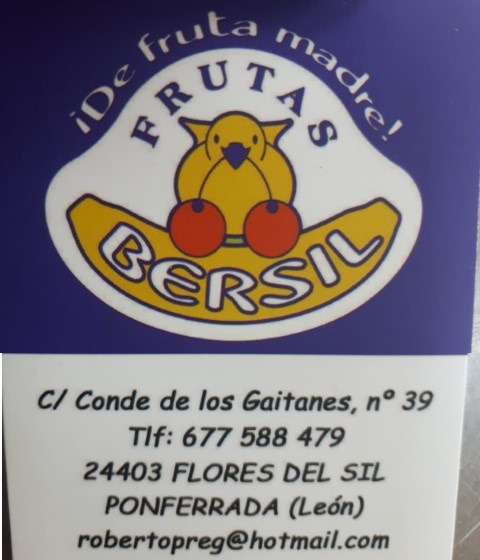 ¡De fruta madre!
FRUTAS
BERSIL
C/ Conde de los Gaitanes, nº 39
Tlf: 677 588 479
24403 FLORES DEL SIL
PONFERRADA (León)
robertopreg@hotmail.com